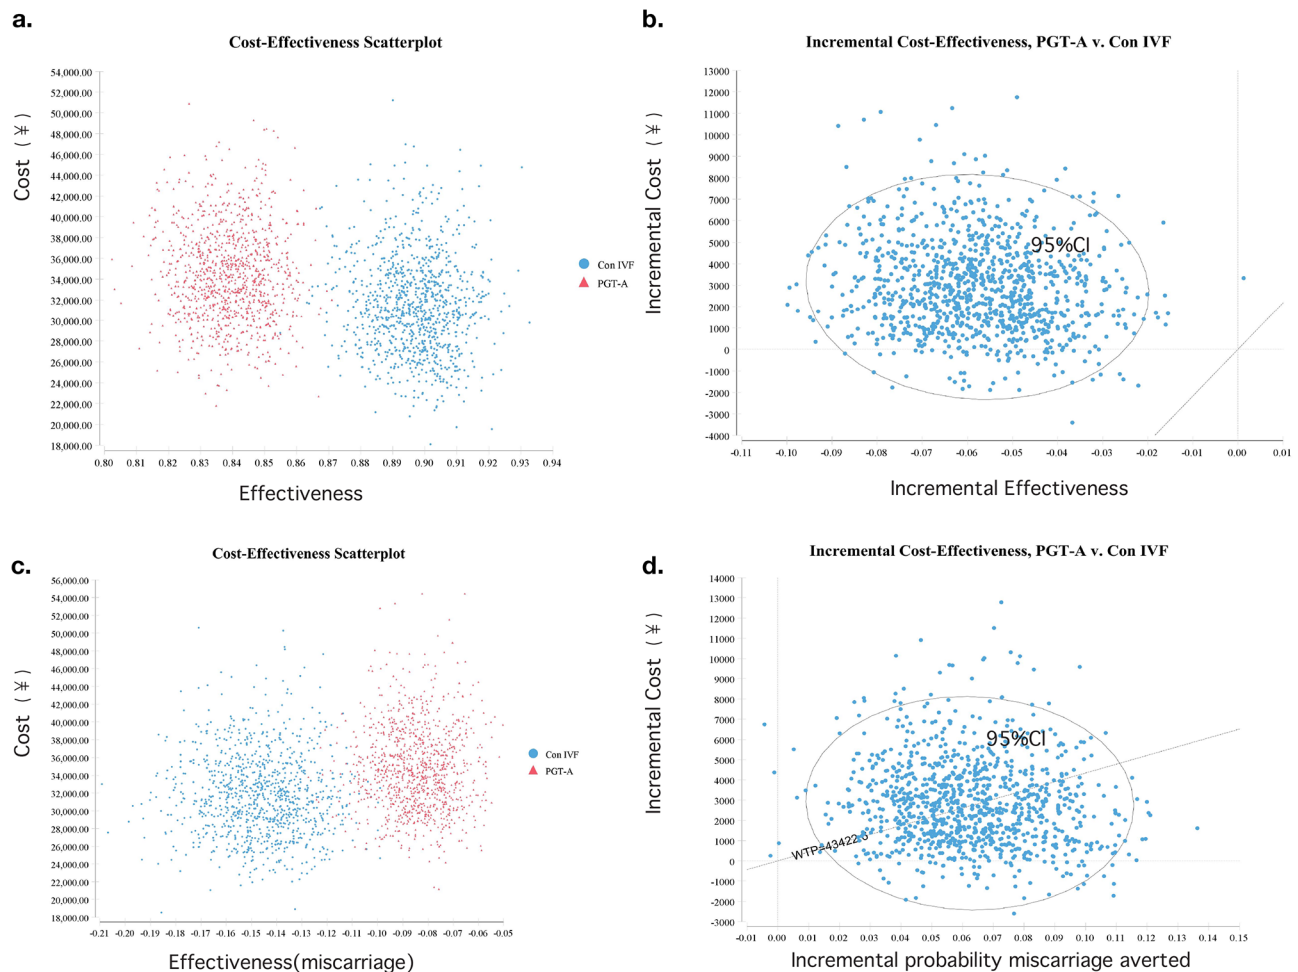 a.
Cost-Effectiveness Scatterplot
Cost (¥)
54,000.00
52,000.00
50,000.00
48,000.00
46,000.00
44,000.00
42,000.00
40,000.00
38,000.00
36,000.00
34,000.00
32,000.00
30,000.00
28,000.00
26,000.00
24,000.00
22,000.00
20,000.00
18,000.00
0.80 0.81 0.82 0.83 0.84 0.85 0.86 0.87 0.88 0.89 0.90 0.91 0.92 0.93 0.94
Effectiveness
Con IVF
PGT-A
b.
Incremental Cost-Effectiveness, PGT-A v. Con IVF
Incremental Cost (¥)
13000
12000
11000
10000
9000
8000
7000
6000
5000
4000
3000
2000
1000
0
-1000
-2000
-3000
-4000
95%CI
-0.11 -0.10 -0.09 -0.08 -0.07 -0.06 -0.05 -0.04 -0.03 -0.02 -0.01 0.00 0.01
Incremental Effectiveness
c.
Cost-Effectiveness Scatterplot
Cost (¥)
56,000.00
54,000.00
52,000.00
50,000.00
48,000.00
46,000.00
44,000.00
42,000.00
40,000.00
38,000.00
36,000.00
34,000.00
32,000.00
30,000.00
28,000.00
26,000.00
24,000.00
22,000.00
20,000.00
18,000.00
-0.21 -0.20 -0.19 -0.17 -0.16 -0.15 -0.14 -0.13 -0.12 -0.11 -0.10 -0.09 -0.08 -0.07 -0.06 -0.05
Effectiveness(miscarriage)
Con IVF
PGT-A
d.
Incremental Cost-Effectiveness, PGT-A v. Con IVF
Incremental Cost (¥)
14000
13000
12000
11000
10000
9000
8000
7000
6000
5000
4000
3000
2000
1000
0
-1000
-2000
-3000
95%CI
WTP=43422.6
-0.01 0.00 0.01 0.02 0.03 0.04 0.05 0.06 0.07 0.08 0.09 0.10 0.11 0.12 0.13 0.14 0.15
Incremental probability miscarriage averted